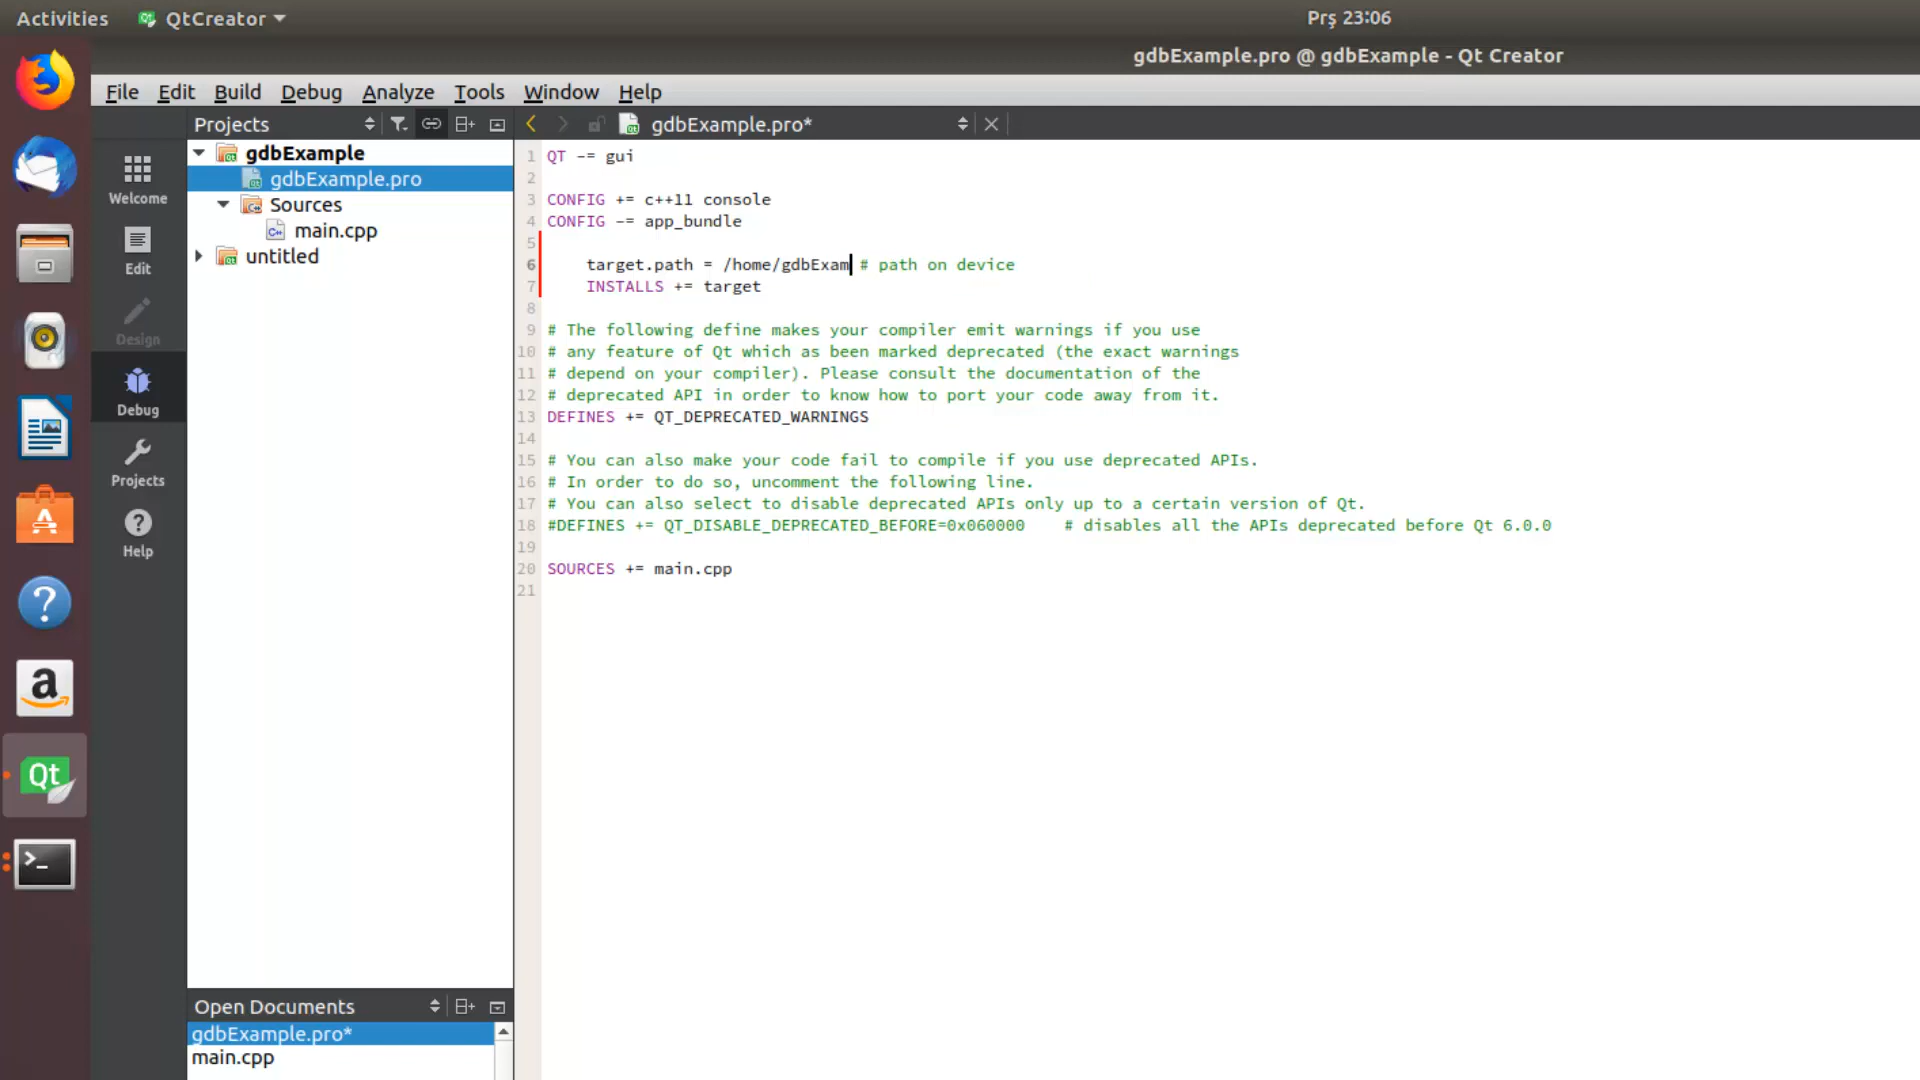 Activities
QtCreator
Prş 23:06
gdbExample.pro @ gdbExample - Qt Creator
File Edit Build Debug Analyze Tools Window Help
Projects
gdbExample.pro*
Welcome
Edit
Design
Debug
Projects
Help
gdbExample
gdbExample.pro
Sources
main.cpp
untitled
1 QT -= gui
2
3 CONFIG += c++11 console
4 CONFIG -= app_bundle
5
6 target.path = /home/gdbExam # path on device
7 INSTALLS += target
8
9 # The following define makes your compiler emit warnings if you use
10 # any feature of Qt which as been marked deprecated (the exact warnings
11 # depend on your compiler). Please consult the documentation of the
12 # deprecated API in order to know how to port your code away from it.
13 DEFINES += QT_DEPRECATED_WARNINGS
14
15 # You can also make your code fail to compile if you use deprecated APIs.
16 # In order to do so, uncomment the following line.
17 # You can also select to disable deprecated APIs only up to a certain version of Qt.
18 #DEFINES += QT_DISABLE_DEPRECATED_BEFORE=0x060000 # disables all the APIs deprecated before Qt 6.0.0
19
20 SOURCES += main.cpp
21
Open Documents
gdbExample.pro*
main.cpp
Qt